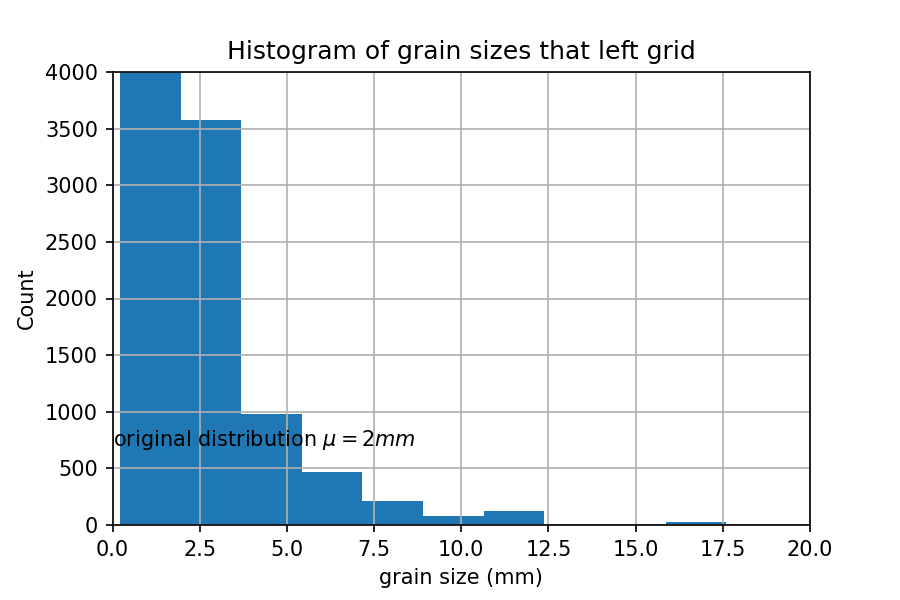 Histogram of grain sizes that left grid
4000
3500
3000
2500
2000
1500
1000
500
0
Count
original distribution μ = 2mm
0.0 2.5 5.0 7.5 10.0 12.5 15.0 17.5 20.0
grain size (mm)